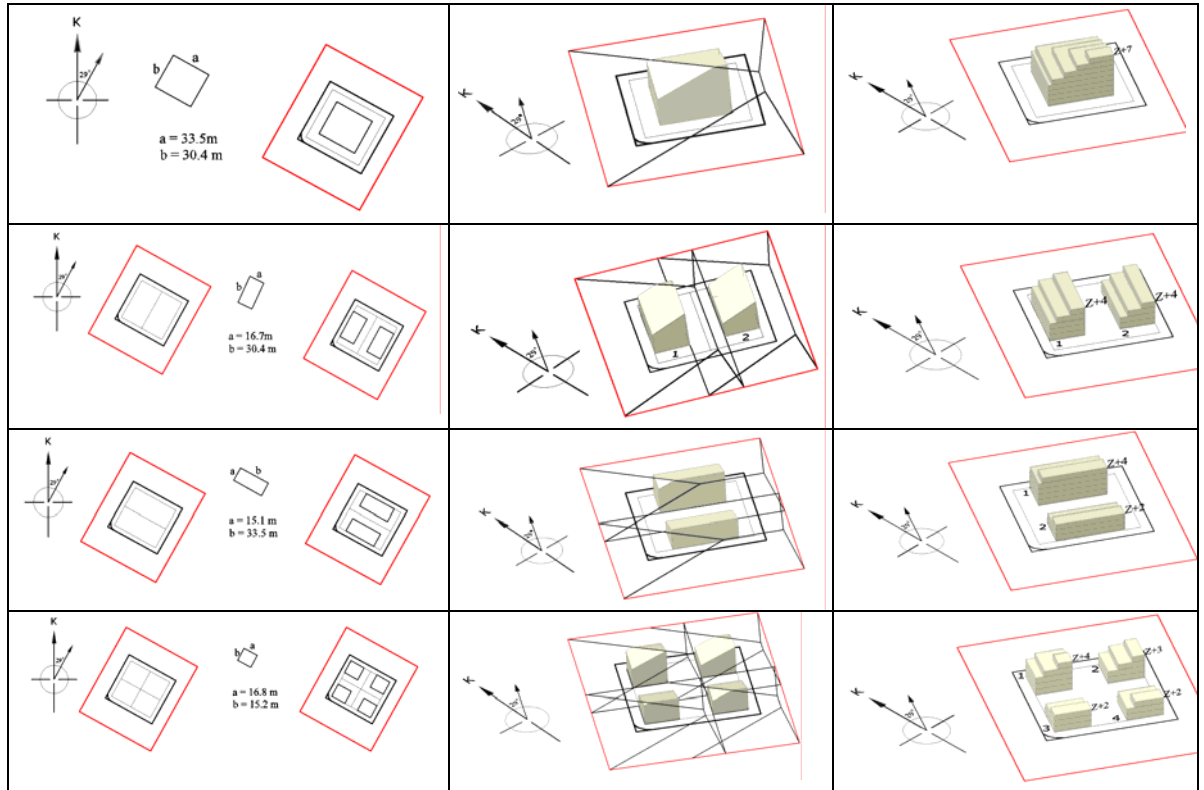 K
29°
a
b
a = 33.5m
b = 30.4 m
K
29°
K
29°
Z+7
K
29°
a
b
a = 16.7m
b = 30.4 m
K
29°
1
2
K
29°
Z+4
Z+4
1
2
K
29°
a
b
a = 15.1 m
b = 33.5 m
K
29°
K
29°
Z+4
1
Z+2
2
K
29°
a
b
a = 16.8 m
b = 15.2 m
K
29°
K
29°
Z+4
Z+3
1
2
Z+2
Z+2
3
4